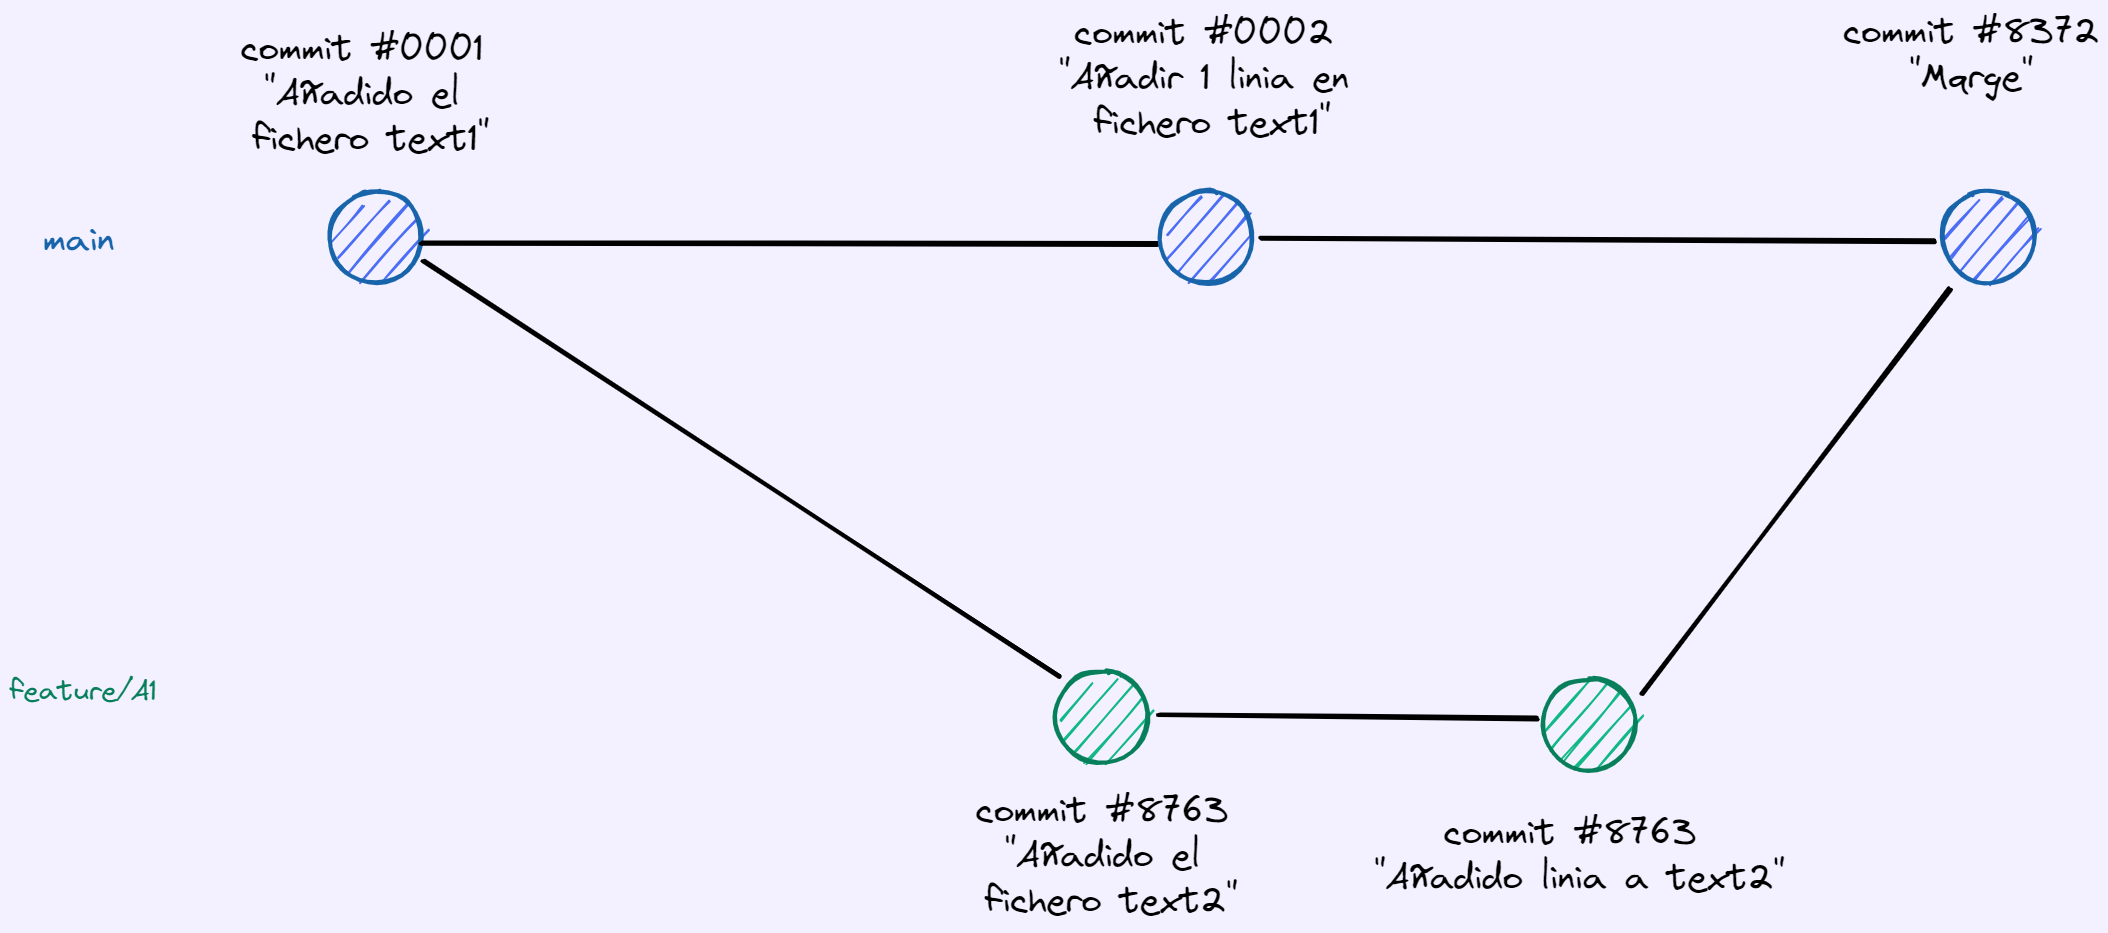 commit #0001
"Añadido el
fichero text1"
commit #0002
"Añadir 1 linia en
fichero text1"
commit #8372
"Marge"
main
feature/A1
commit #8763
"Añadido el
fichero text2"
commit #8763
"Añadido linia a text2"